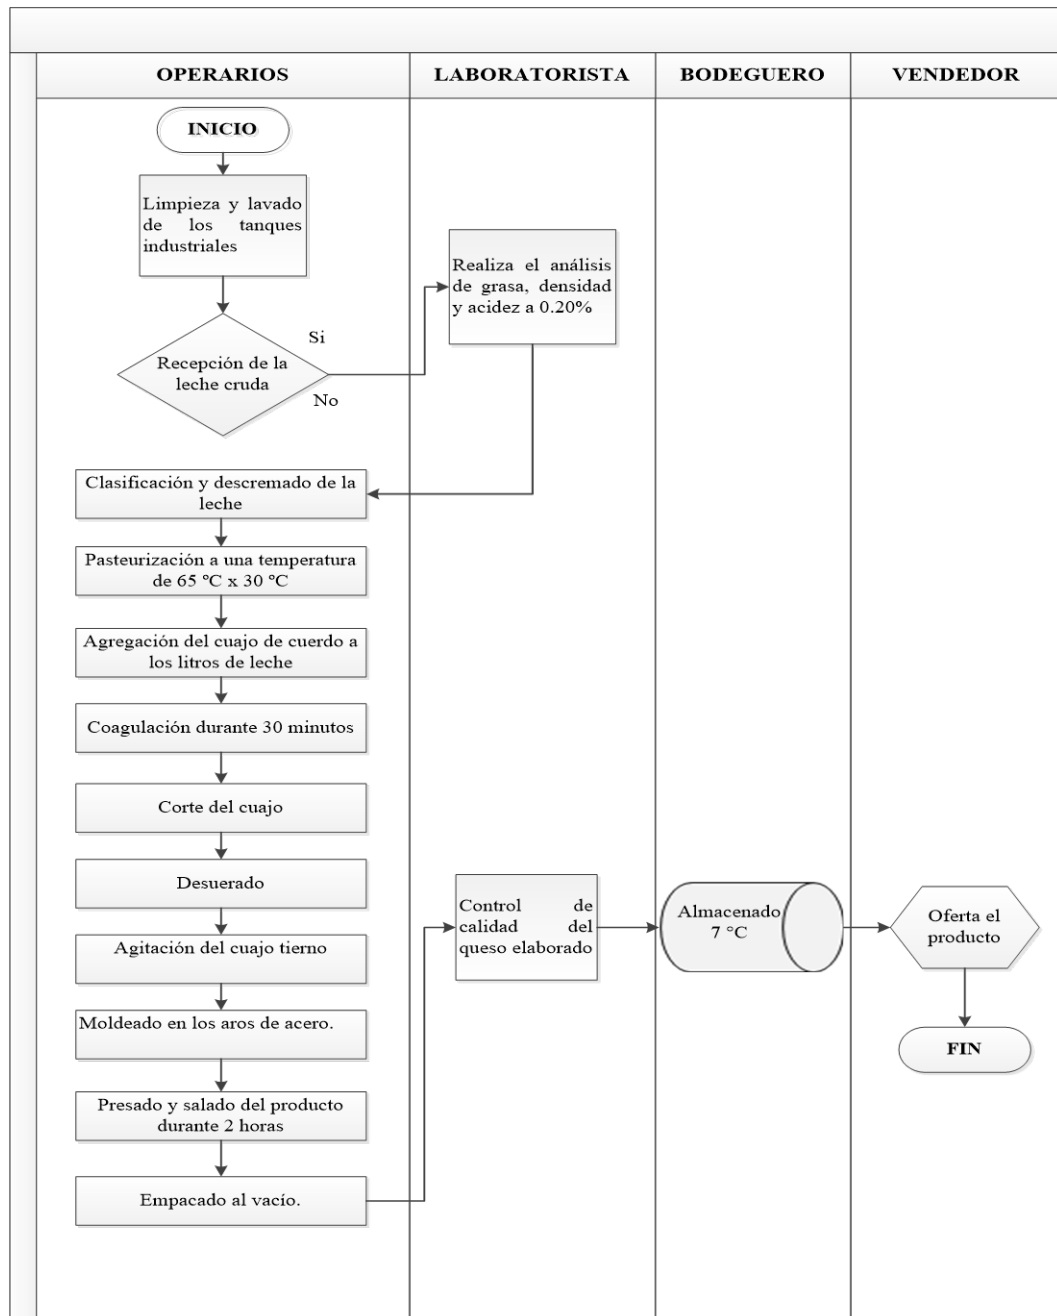 OPERARIOS
LABORATORISTA
BODEGUERO
VENDEDOR
INICIO
Limpieza y lavado
de los tanques
industriales
Realiza el análisis
de grasa, densidad
y acidez a 0.20%
Si
Recepción de la
leche cruda
No
Clasificación y descremado de la
leche
Pasteurización a una temperatura
de 65 ºC x 30 ºC
Agregación del cuajo de cuerdo a
los litros de leche
Coagulación durante 30 minutos
Corte del cuajo
Desuerado
Agitación del cuajo tierno
Moldeado en los aros de acero.
Presado y salado del producto
durante 2 horas
Empacado al vacío.
Control de
calidad del
queso elaborado
Almacenado
7 °C
Oferta el
producto
FIN